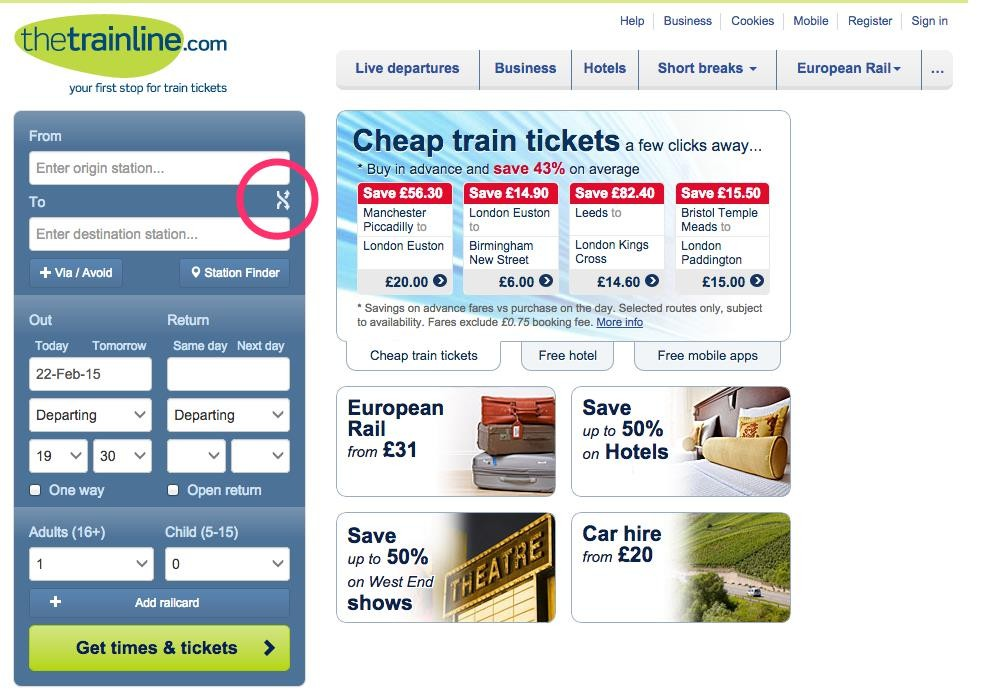 thetrainline.com
your first stop for train tickets
Help Business Cookies Mobile Register Sign in
Live departures Business Hotels Short breaks European Rail ...
From
Enter origin station...
To
Enter destination station...
+ Via / Avoid Station Finder
Out Return
Today Tomorrow Same day Next day
22-Feb-15
Departing Departing
19 30
One way Open return
Adults (16+) Child (5-15)
1 0
+ Add railcard
Get times & tickets
Cheap train tickets a few clicks away...
* Buy in advance and save 43% on average
Save £56.30
Manchester
Piccadilly to
London Euston
£20.00
Save £14.90
London Euston
to
Birmingham
New Street
£6.00
Save £82.40
Leeds to
London Kings
Cross
£14.60
Save £15.50
Bristol Temple
Meads to
London
Paddington
£15.00
* Savings on advance fares vs purchase on the day. Selected routes only, subject
to availability. Fares exclude £0.75 booking fee. More info
Cheap train tickets Free hotel Free mobile apps
European
Rail
from £31
Save
up to 50%
on Hotels
Save
up to 50%
on West End
shows
THEATRE
Car hire
from £20